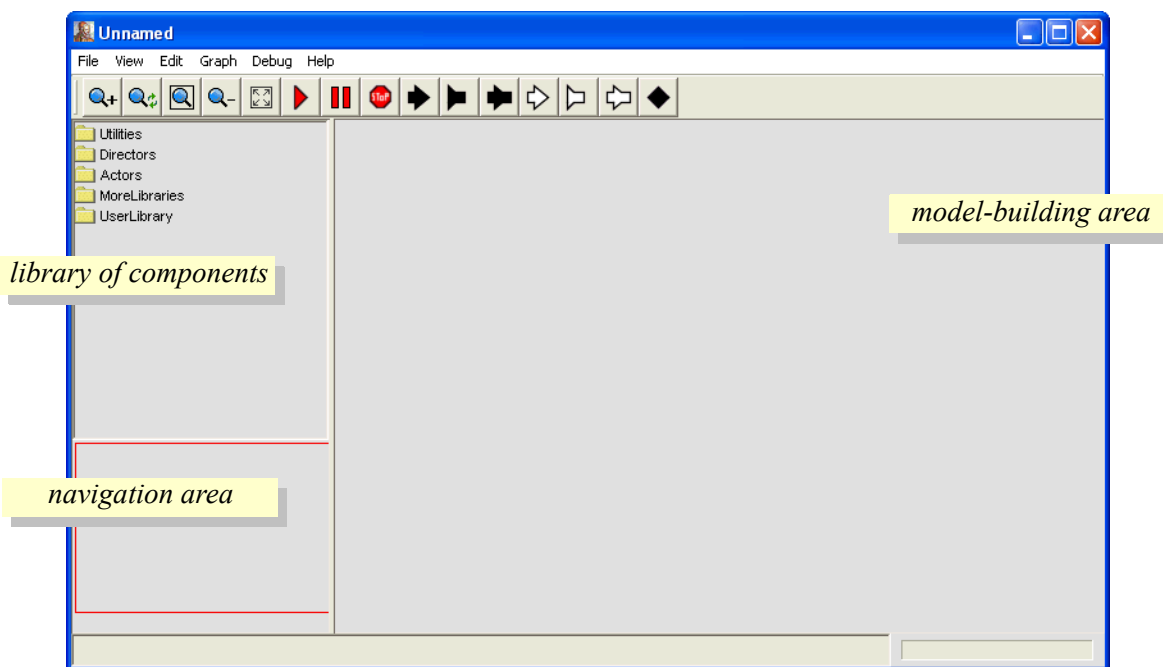 Unnamed
File View Edit Graph Debug Help
STOP
Utilities
Directors
Actors
MoreLibraries
UserLibrary
model-building area
library of components
navigation area